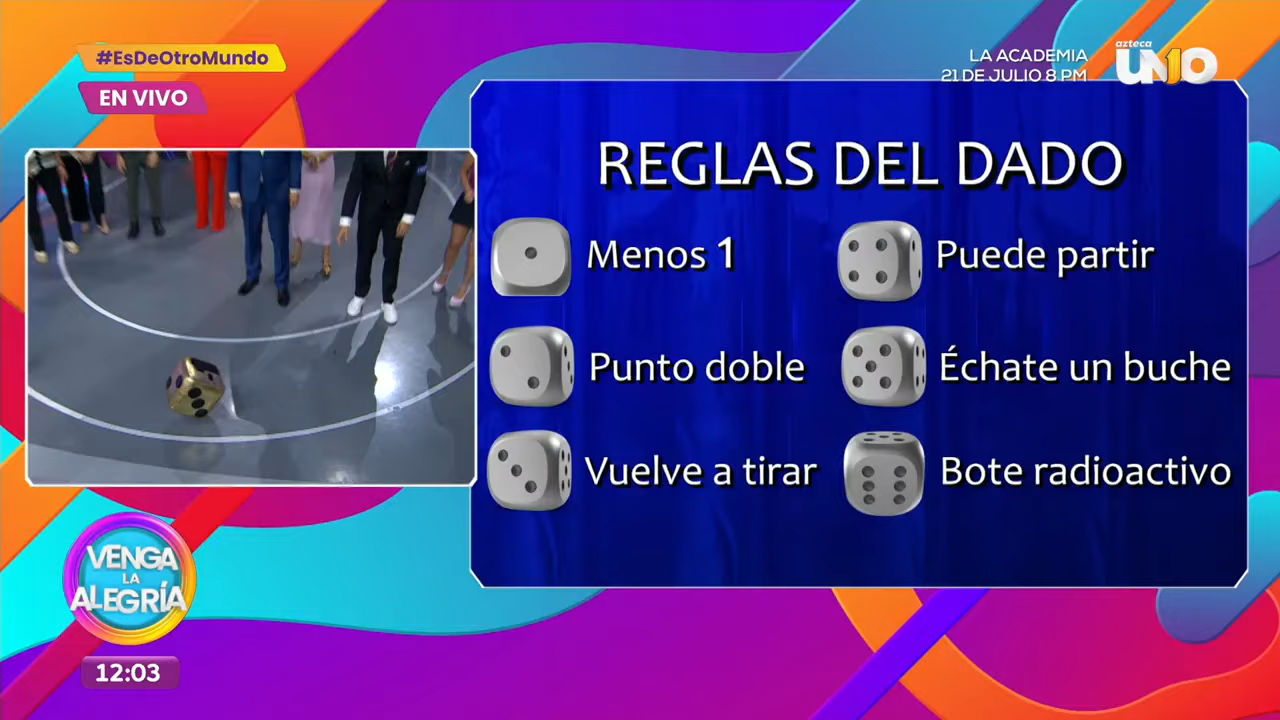 #EsDeOtroMundo
EN VIVO
LA ACADEMIA
21 DE JULIO 8 PM
azteca
UN1O
REGLAS DEL DADO
Menos 1
Puede partir
Punto doble
Échate un buche
Vuelve a tirar
Bote radioactivo
VENGA
LA
ALEGRÍA
12:03